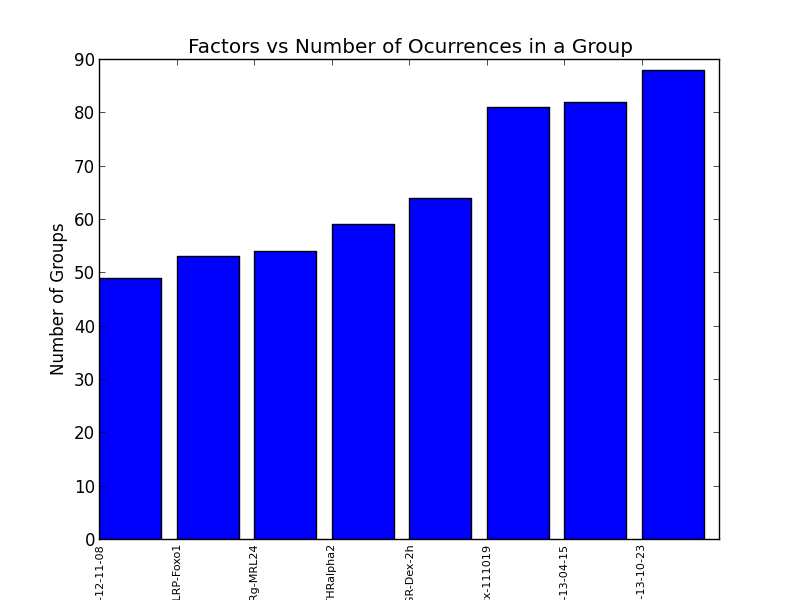 Factors vs Number of Ocurrences in a Group
Number of Groups
90
80
70
60
50
40
30
20
10
0
-12-11-08
LRP-Foxo1
Rg-MRL24
THRalpha2
GR-Dex-2h
x-111019
-13-04-15
-13-10-23